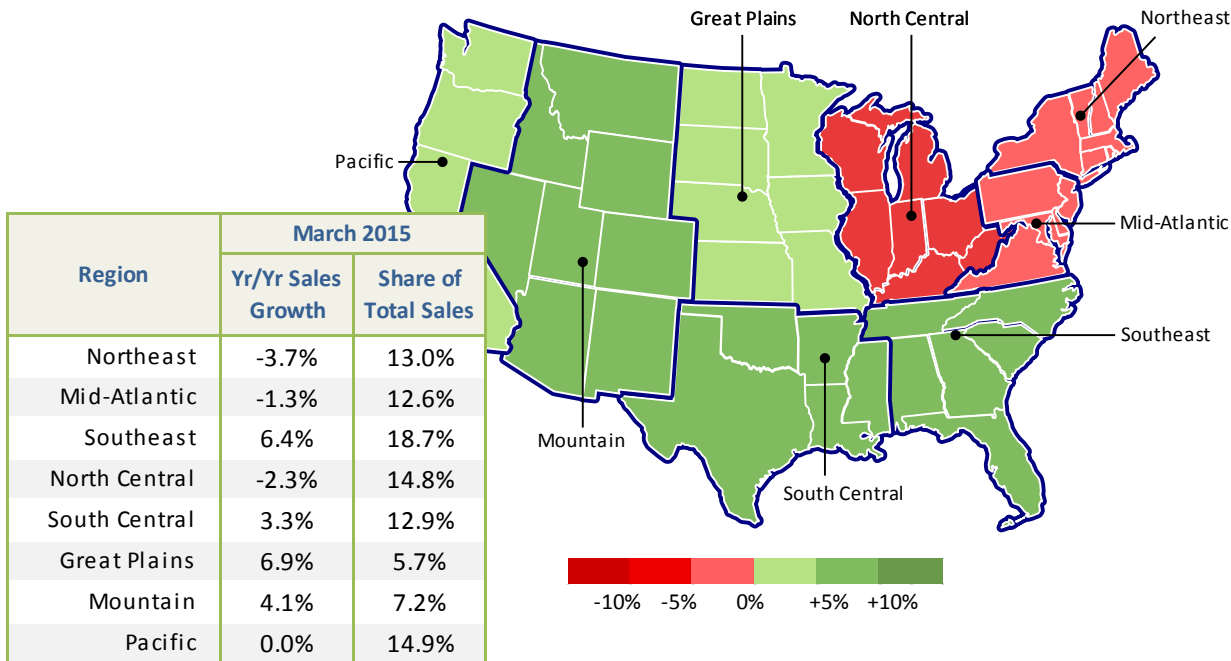 Great Plains
North Central
Northeast
Pacific
Mid-Atlantic
Southeast
Mountain
South Central
Region
March 2015
Yr/Yr Sales Growth
Share of Total Sales
Northeast -3.7% 13.0%
Mid-Atlantic -1.3% 12.6%
Southeast 6.4% 18.7%
North Central -2.3% 14.8%
South Central 3.3% 12.9%
Great Plains 6.9% 5.7%
Mountain 4.1% 7.2%
Pacific 0.0% 14.9%
-10% -5% 0% +5% +10%